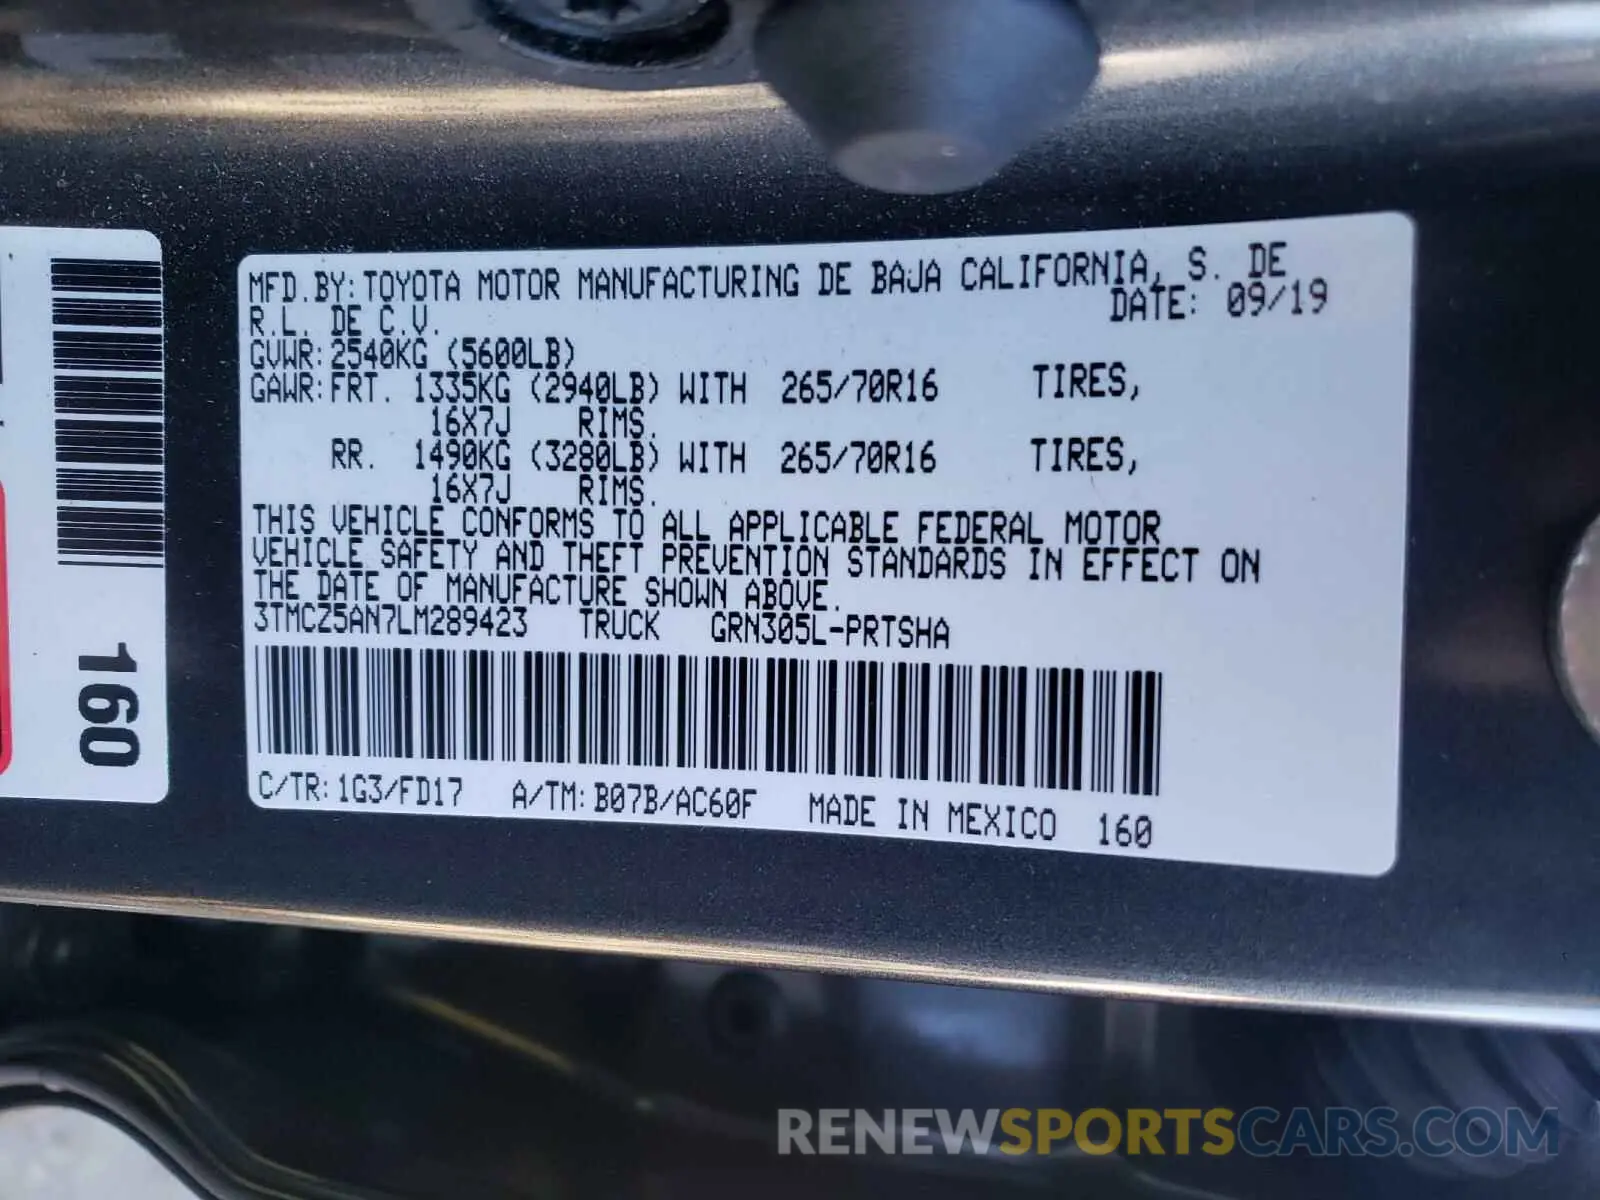 MFD.BY: TOYOTA MOTOR MANUFACTURING DE BAJA CALIFORNIA, S. DE
R.L. DE C.V. DATE: 09/19
GVWR: 2540KG (5600LB)
GAWR: FRT. 1335KG (2940LB) WITH 265/70R16 TIRES,
16X7J RIMS.
RR. 1490KG (3280LB) WITH 265/70R16 TIRES,
16X7J RIMS.
THIS VEHICLE CONFORMS TO ALL APPLICABLE FEDERAL MOTOR
VEHICLE SAFETY AND THEFT PREVENTION STANDARDS IN EFFECT ON
THE DATE OF MANUFACTURE SHOWN ABOVE.
3TMCZ5AN7LM289423 TRUCK GRN305L-PRTSHA
C/TR: 1G3/FD17 A/TM: B07B/AC60F MADE IN MEXICO 160
160
RENEWSPORTSCARS.COM